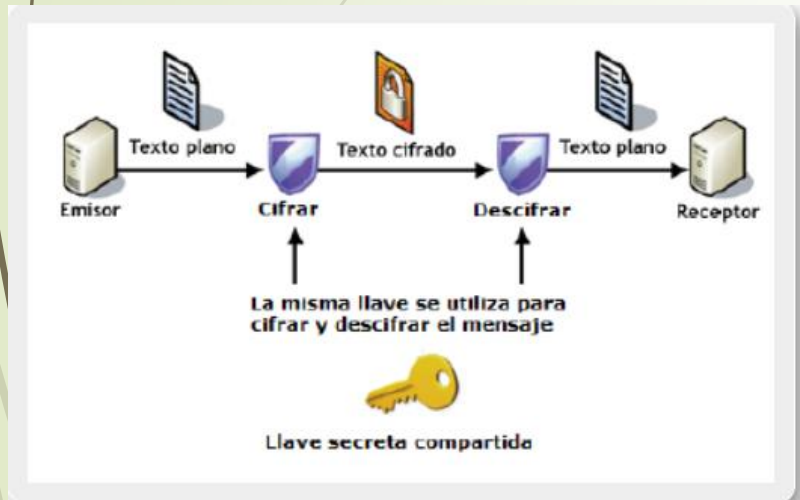 Texto plano
Texto cifrado
Texto plano
Emisor
Cifrar
Descifrar
Receptor
La misma llave se utiliza para
cifrar y descifrar el mensaje
Llave secreta compartida